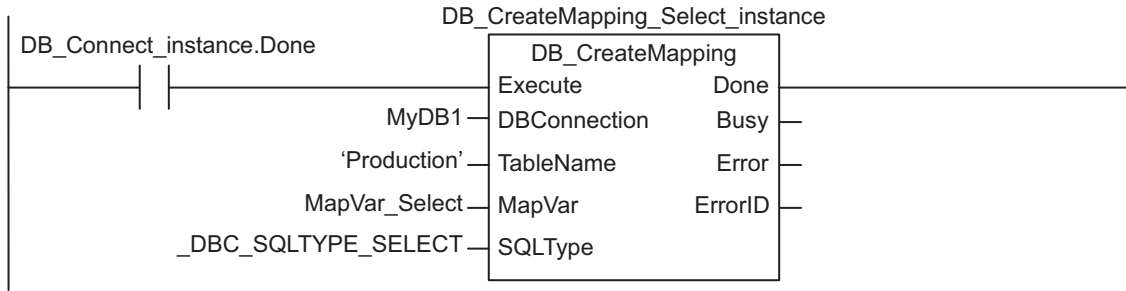 DB_CreateMapping_Select_instance
DB_Connect_instance.Done
DB_CreateMapping
Execute Done
MyDB1 DBConnection Busy
‘Production’ TableName Error
MapVar_Select MapVar ErrorID
_DBC_SQLTYPE_SELECT SQLType